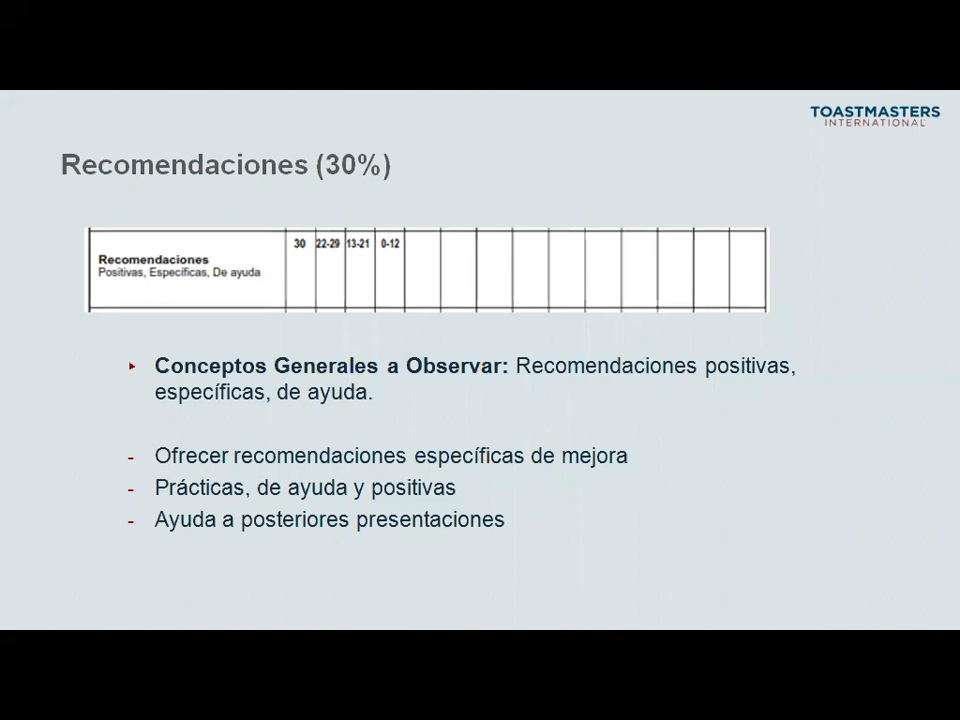 TOASTMASTERS
INTERNATIONAL
Recomendaciones (30%)
30 22-29 13-21 0-12
Recomendaciones
Positivas, Específicas, De ayuda
Conceptos Generales a Observar: Recomendaciones positivas,
específicas, de ayuda.
- Ofrecer recomendaciones específicas de mejora
- Prácticas, de ayuda y positivas
- Ayuda a posteriores presentaciones